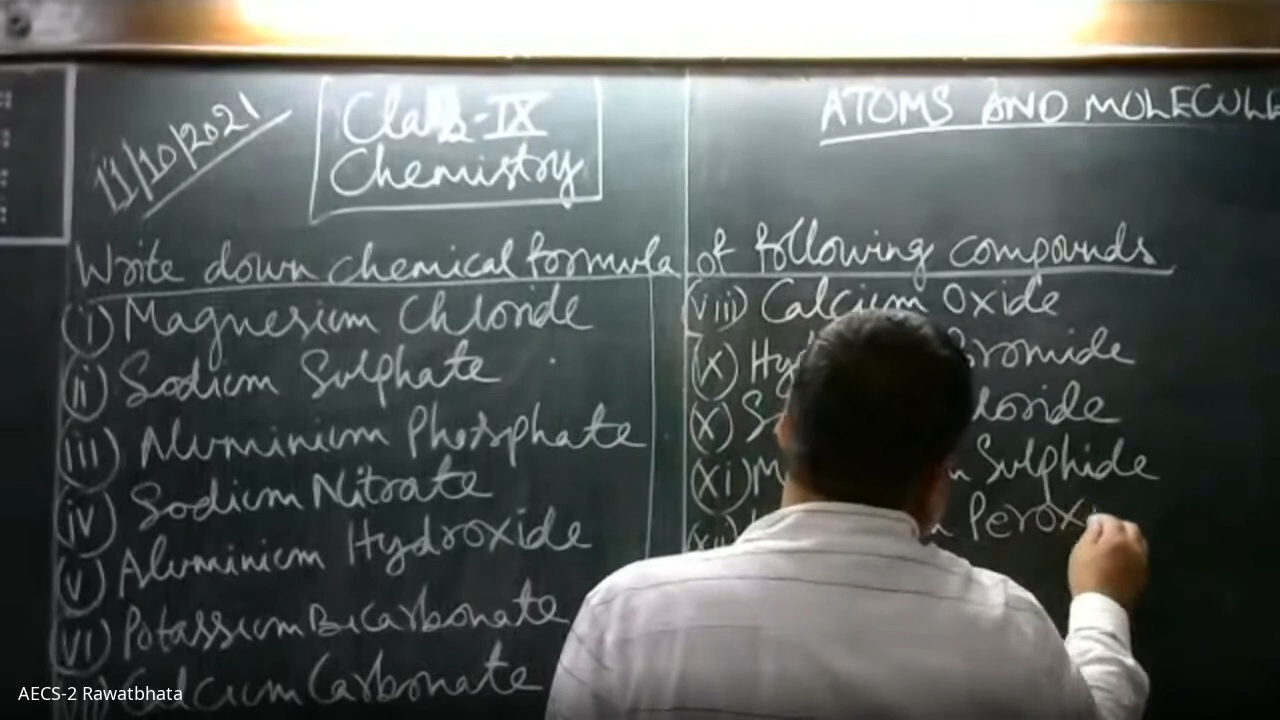 11/10/2021
Class-IX
Chemistry
ATOMS AND MOLECULE
Write down chemical formula of following compounds
(i) Magnesium Chloride
(ii) Sodium Sulphate
(iii) Aluminium Phosphate
(iv) Sodium Nitrate
(v) Aluminium Hydroxide
(vi) Potassium Bicarbonate
Calcium Carbonate
(viii) Calcium Oxide
(X) Hy Bromide
(X) loride
(Xi) M Sulphide
Perox
AECS-2 Rawatbhata